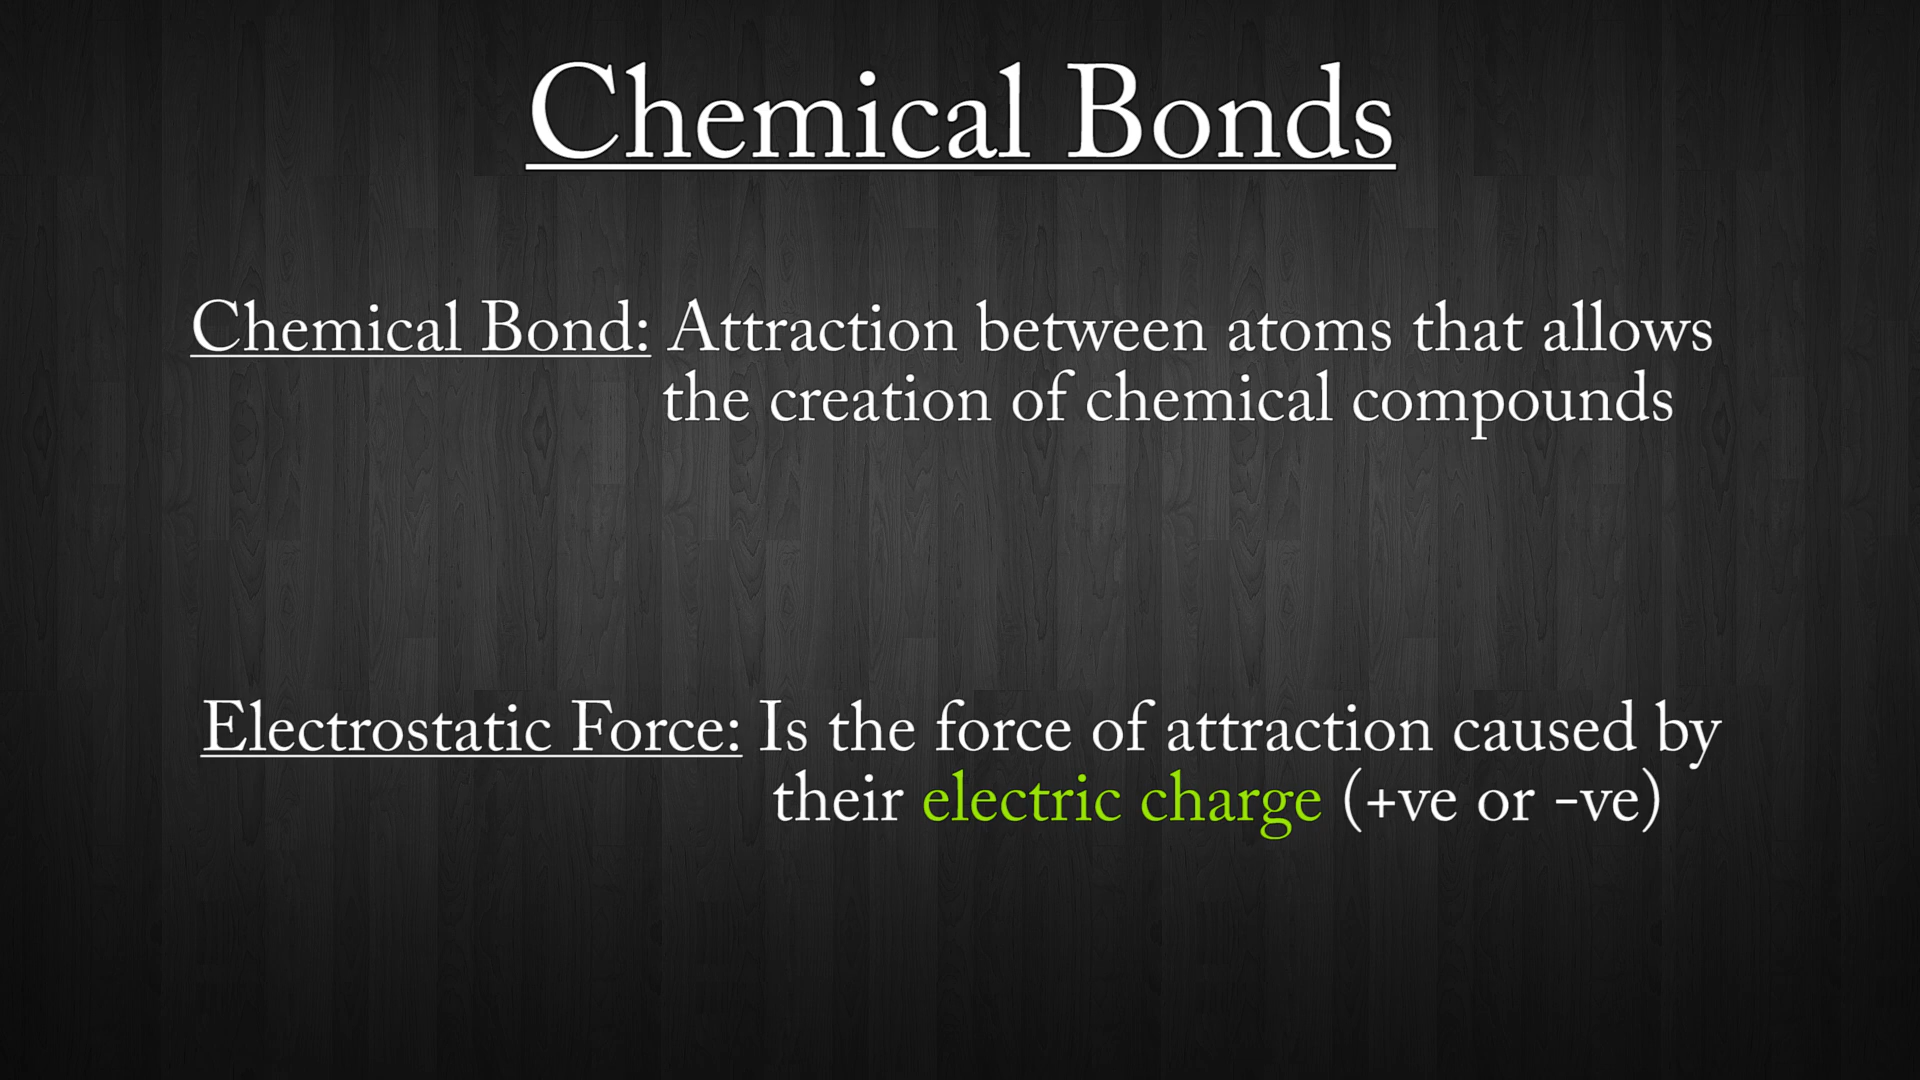 Chemical Bonds
Chemical Bond: Attraction between atoms that allows
the creation of chemical compounds
Electrostatic Force: Is the force of attraction caused by
their electric charge (+ve or -ve)